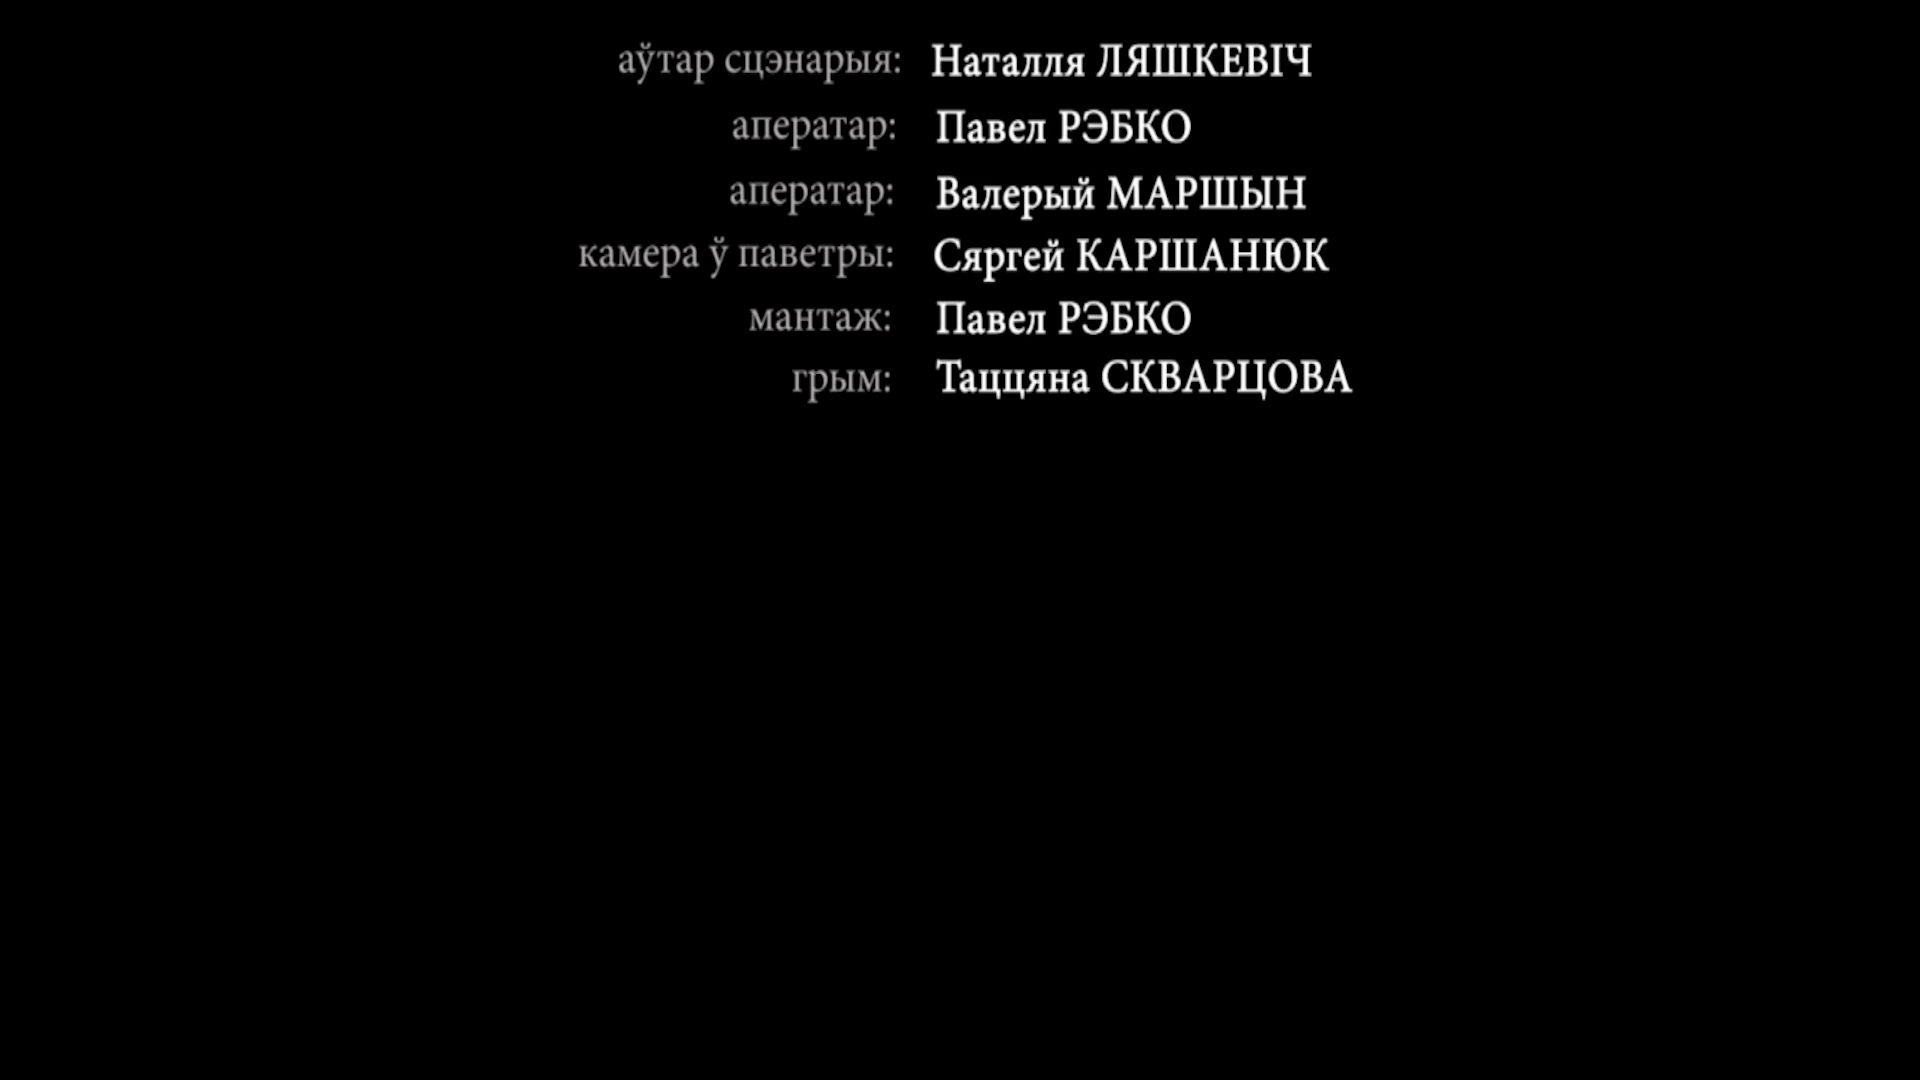 аўтар сцэнарыя: Наталля ЛЯШКЕВІЧ
аператар: Павел РЭБКО
аператар: Валерый МАРШЫН
камера ў паветры: Сяргей КАРШАНЮК
мантаж: Павел РЭБКО
грым: Таццяна СКВАРЦОВА